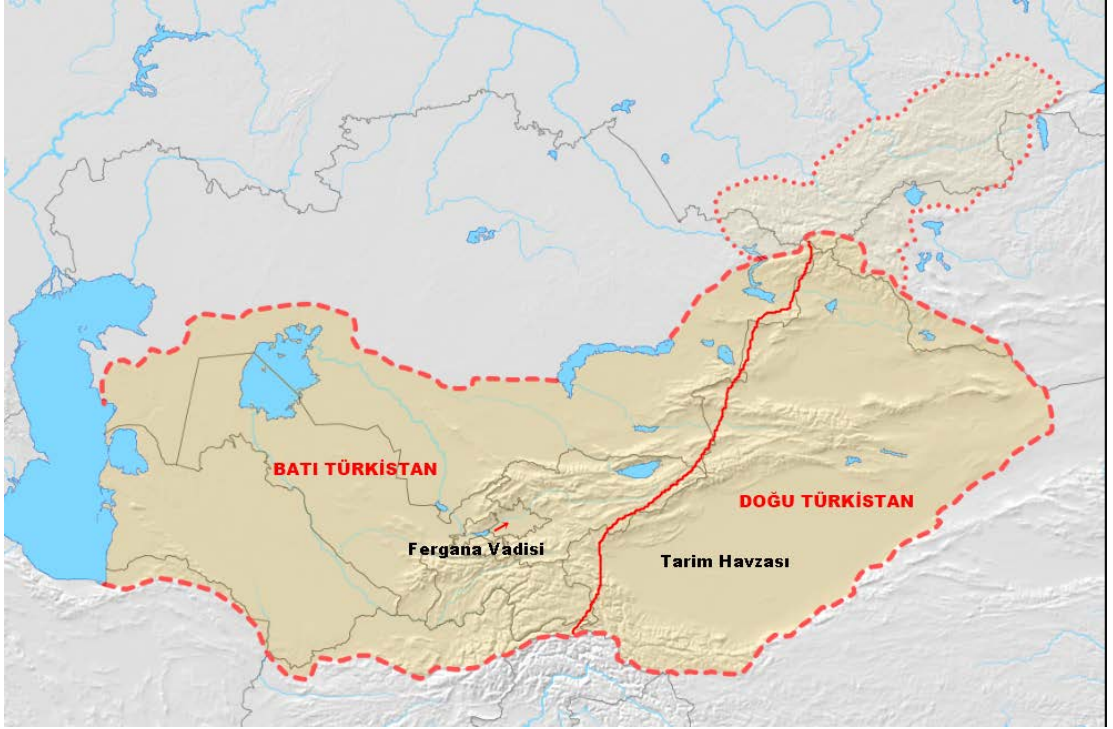 BATI TÜRKİSTAN
DOĞU TÜRKİSTAN
Fergana Vadisi
Tarim Havzası